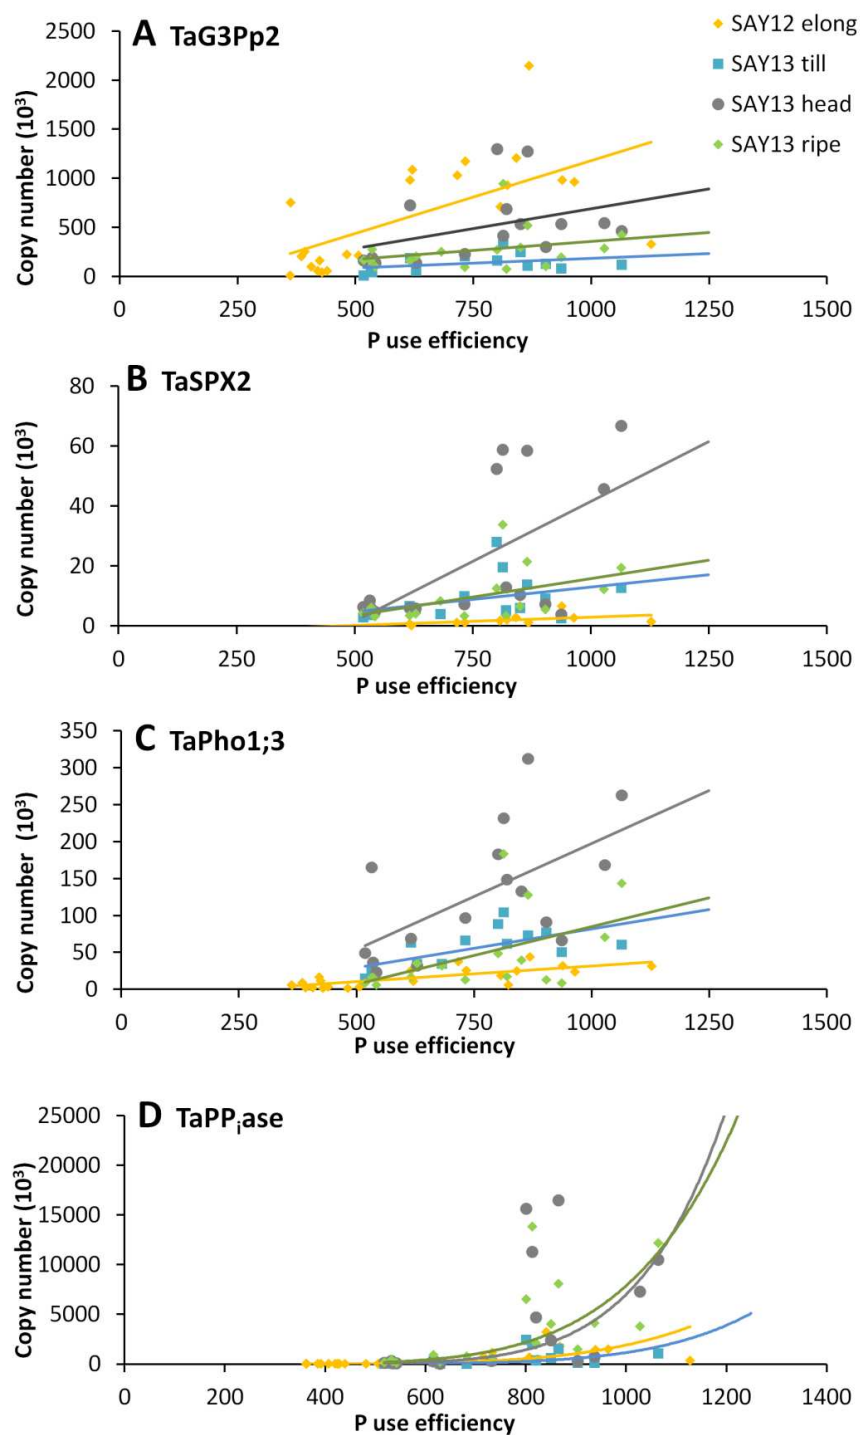 A TaG3Pp2
SAY12 elong
SAY13 till
SAY13 head
SAY13 ripe
Copy number (10³)
2500
2000
1500
1000
500
0
0 250 500 750 1000 1250 1500
P use efficiency
B TaSPX2
Copy number (10³)
80
60
40
20
0
0 250 500 750 1000 1250 1500
P use efficiency
C TaPho1;3
Copy number (10³)
350
300
250
200
150
100
50
0
0 250 500 750 1000 1250 1500
P use efficiency
D TaPPᵢase
Copy number (10³)
25000
20000
15000
10000
5000
0
0 200 400 600 800 1000 1200 1400
P use efficiency